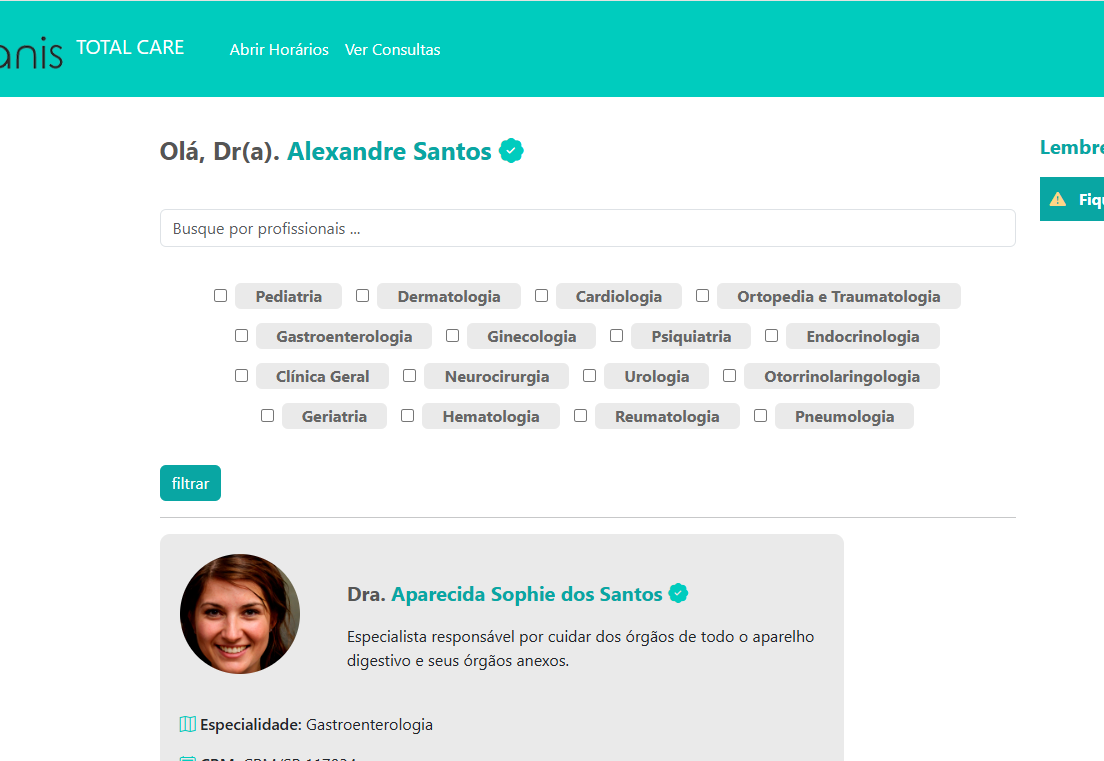 anis TOTAL CARE Abrir Horários Ver Consultas
Olá, Dr(a). Alexandre Santos
Lembre
Fiqu
Busque por profissionais ...
Pediatria Dermatologia Cardiologia Ortopedia e Traumatologia
Gastroenterologia Ginecologia Psiquiatria Endocrinologia
Clínica Geral Neurocirurgia Urologia Otorrinolaringologia
Geriatria Hematologia Reumatologia Pneumologia
filtrar
Dra. Aparecida Sophie dos Santos
Especialista responsável por cuidar dos órgãos de todo o aparelho
digestivo e seus órgãos anexos.
Especialidade: Gastroenterologia